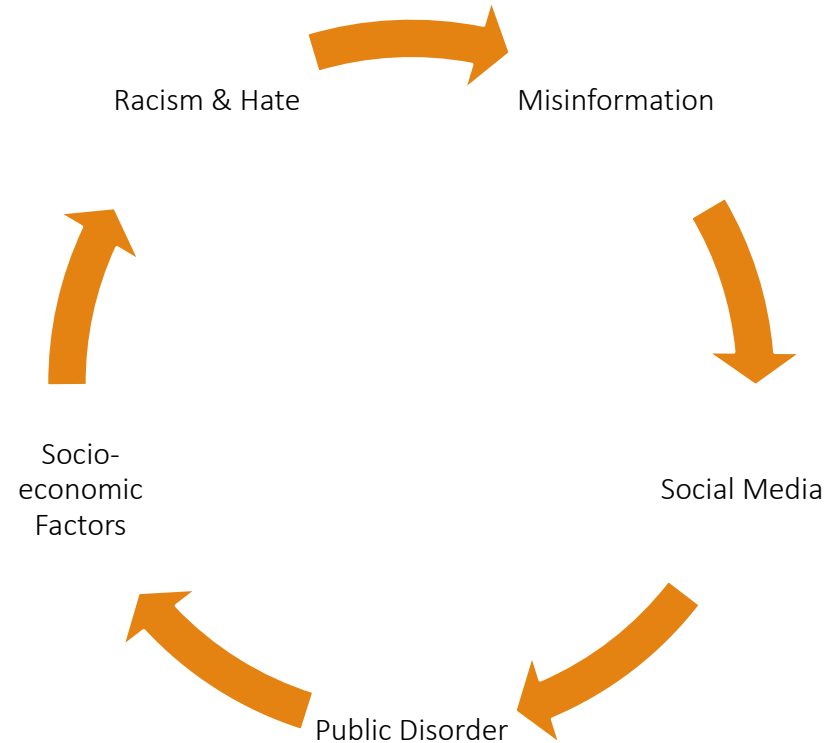 Racism & Hate
Misinformation
Socio-
economic
Factors
Social Media
Public Disorder